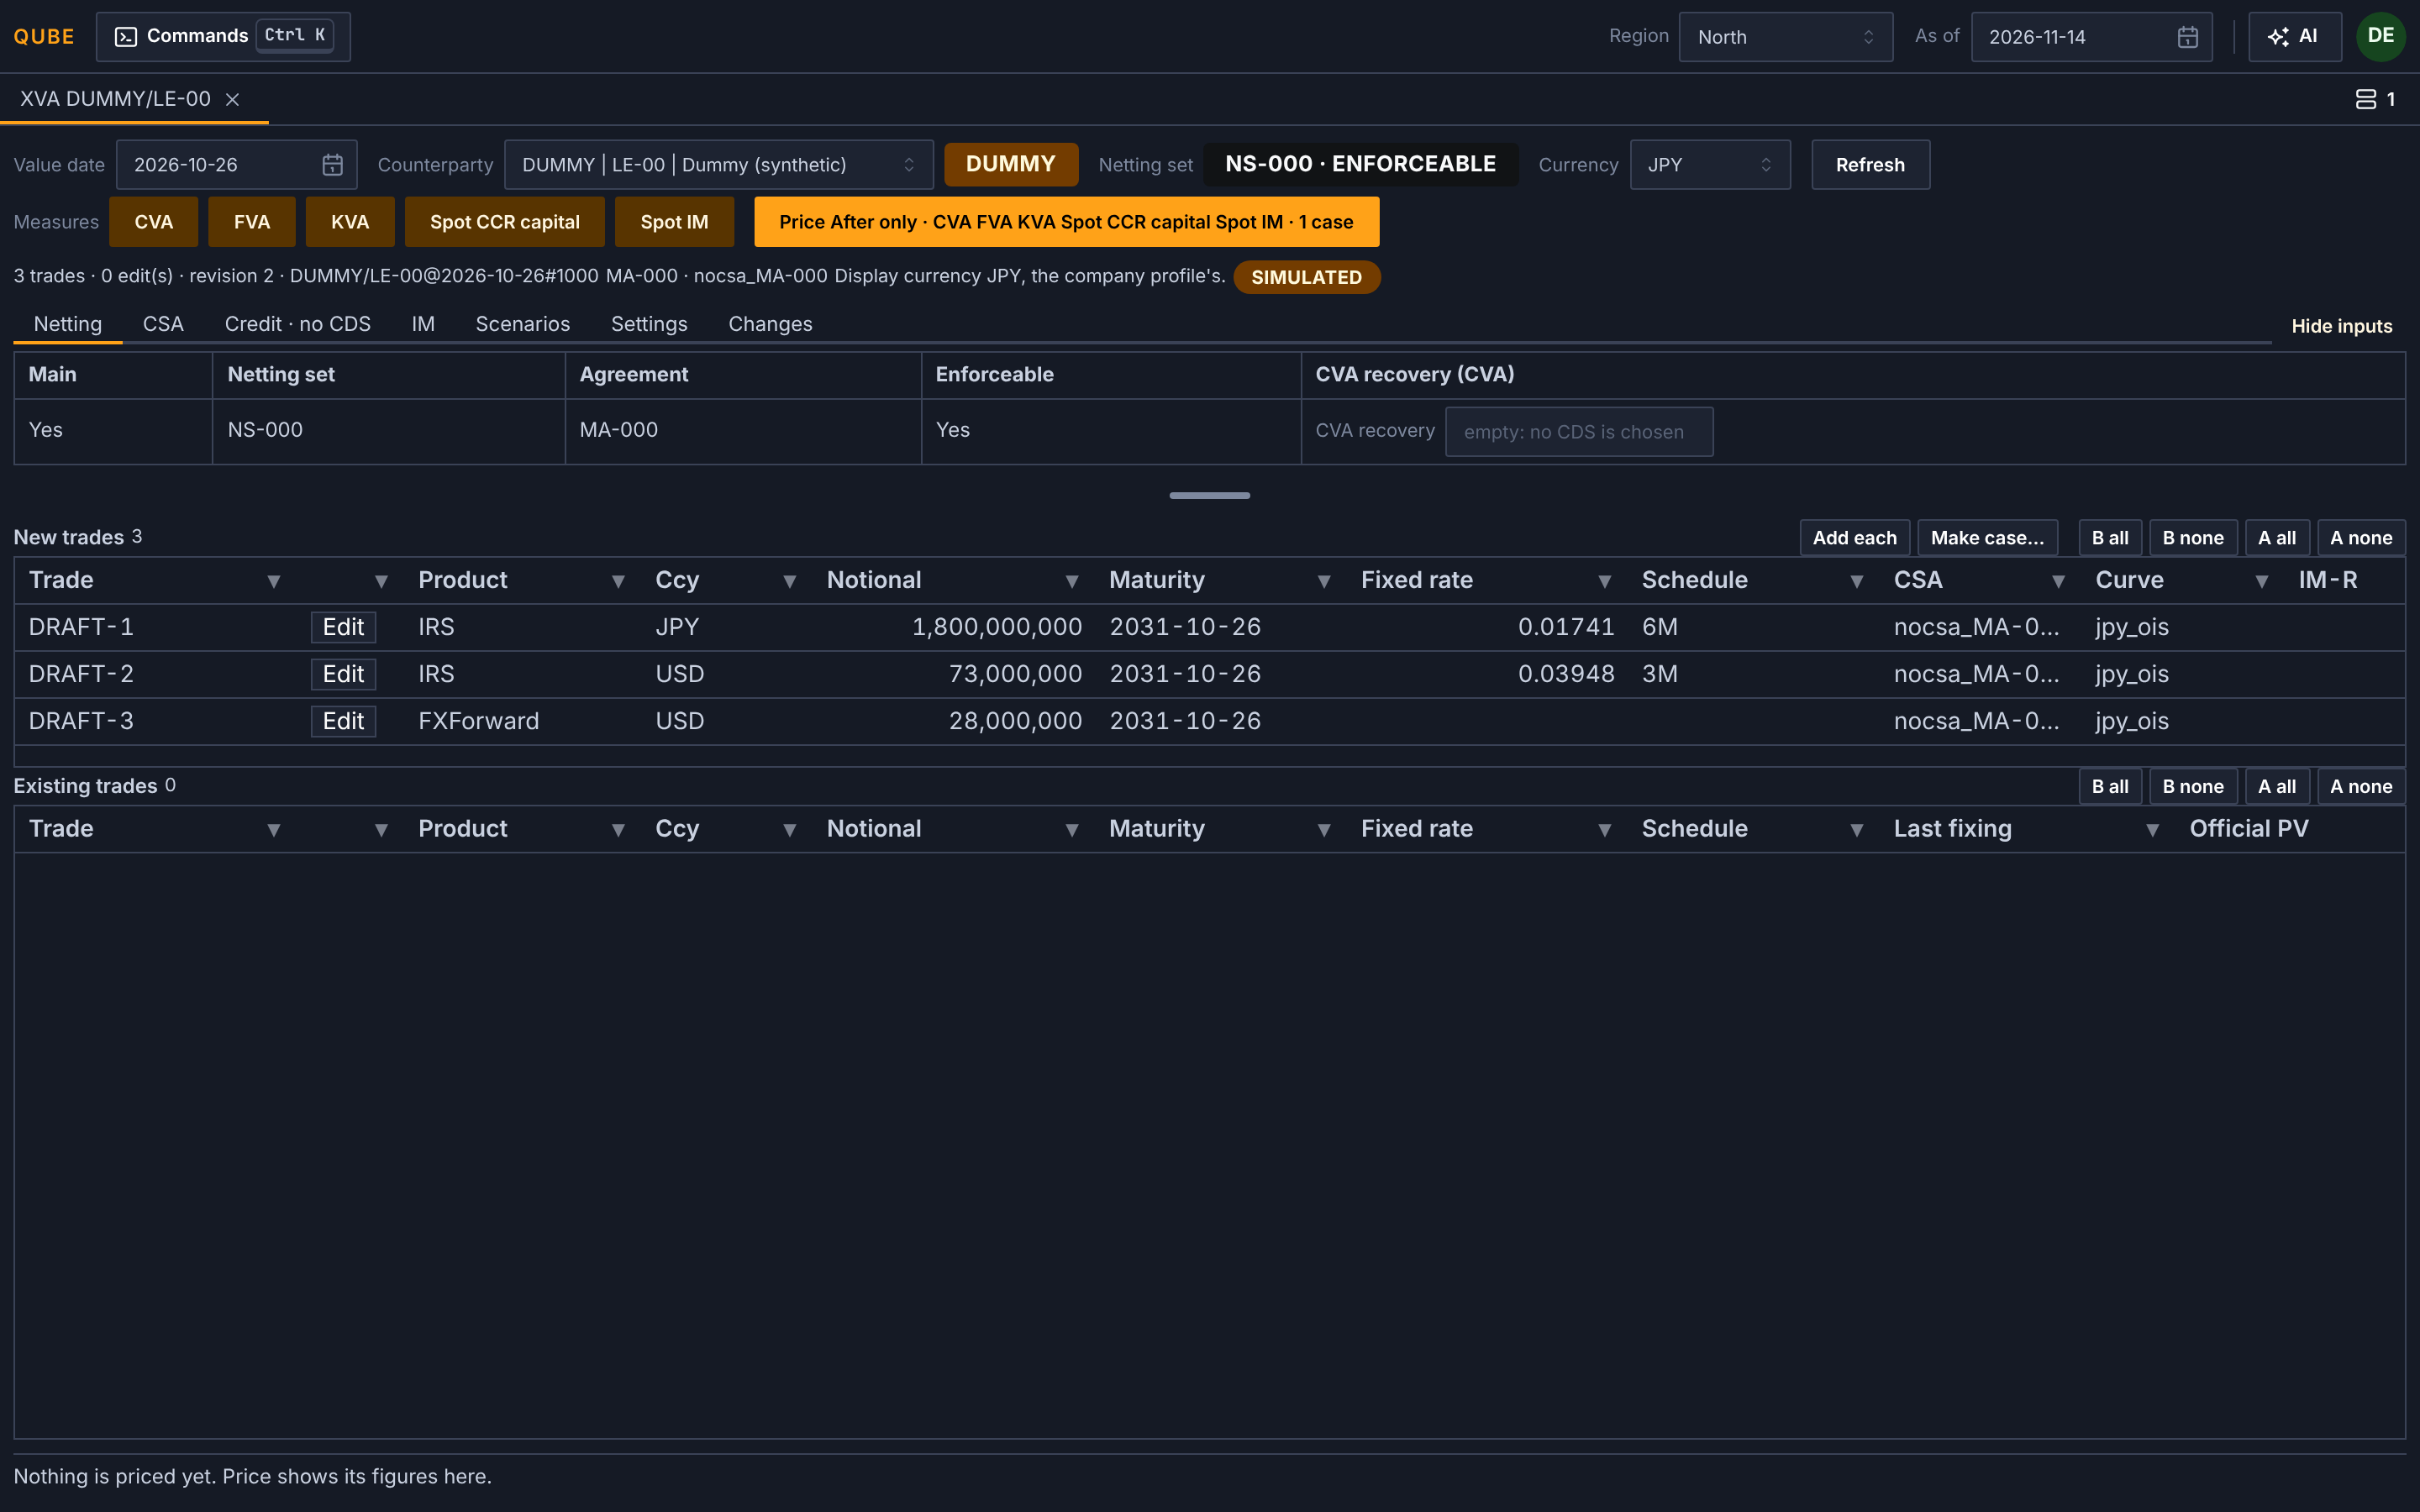 QUBE Commands Ctrl K Region North As of 2026-11-14 AI DE
XVA DUMMY/LE-00 1
Value date 2026-10-26 Counterparty DUMMY | LE-00 | Dummy (synthetic) DUMMY Netting set NS-000 · ENFORCEABLE Currency JPY Refresh
Measures CVA FVA KVA Spot CCR capital Spot IM Price After only · CVA FVA KVA Spot CCR capital Spot IM · 1 case
3 trades · 0 edit(s) · revision 2 · DUMMY/LE-00@2026-10-26#1000 MA-000 · nocsa_MA-000 Display currency JPY, the company profile's. SIMULATED
Netting CSA Credit · no CDS IM Scenarios Settings Changes Hide inputs
Main Netting set Agreement Enforceable CVA recovery (CVA)
Yes NS-000 MA-000 Yes CVA recovery empty: no CDS is chosen
New trades 3 Add each Make case... B all B none A all A none
Trade Product Ccy Notional Maturity Fixed rate Schedule CSA Curve IM-R
DRAFT-1 Edit IRS JPY 1,800,000,000 2031-10-26 0.01741 6M nocsa_MA-0... jpy_ois
DRAFT-2 Edit IRS USD 73,000,000 2031-10-26 0.03948 3M nocsa_MA-0... jpy_ois
DRAFT-3 Edit FXForward USD 28,000,000 2031-10-26 nocsa_MA-0... jpy_ois
Existing trades 0 B all B none A all A none
Trade Product Ccy Notional Maturity Fixed rate Schedule Last fixing Official PV
Nothing is priced yet. Price shows its figures here.